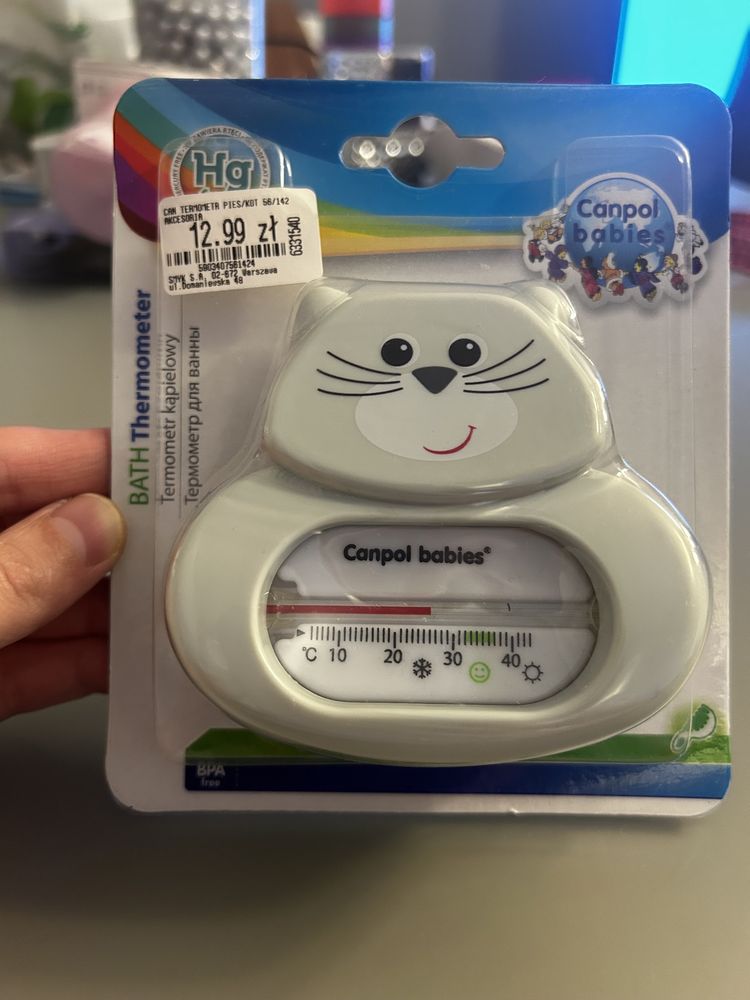 Hg
CAN TERMOMETR PIES/KOT 56/142
AKCESORIA
12.99 zł
6331540
5903407561424
SMYK S.A. 02-672 Warszawa
ul.Domaniewska 48
Canpol
babies
BATH Thermometer
Termometr kąpielowy
Термометр для ванны
Canpol babies®
°C 10 20 30 40
BPA
free